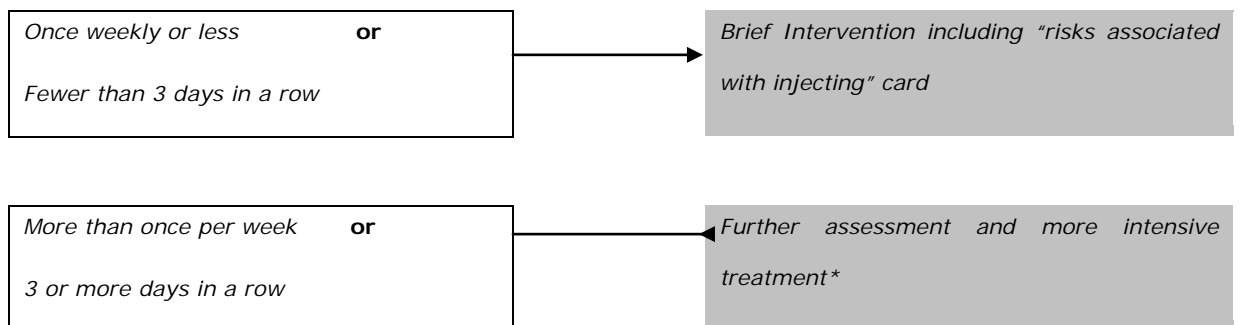 Once weekly or less or
Fewer than 3 days in a row
Brief Intervention including “risks associated
with injecting” card
More than once per week or
3 or more days in a row
Further assessment and more intensive
treatment*